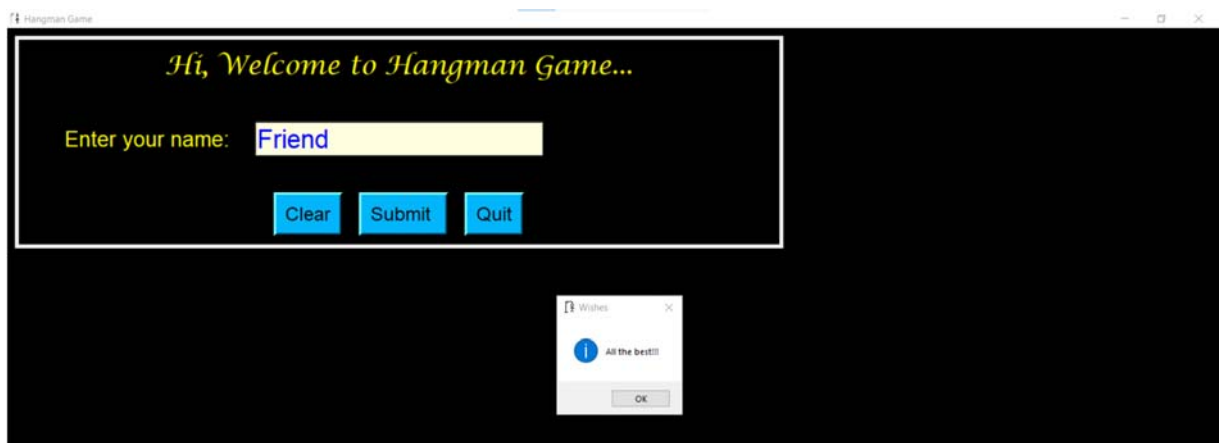 Hangman Game
Hi, Welcome to Hangman Game...
Enter your name: Friend
Clear Submit Quit
Wishes
All the best!!!
OK